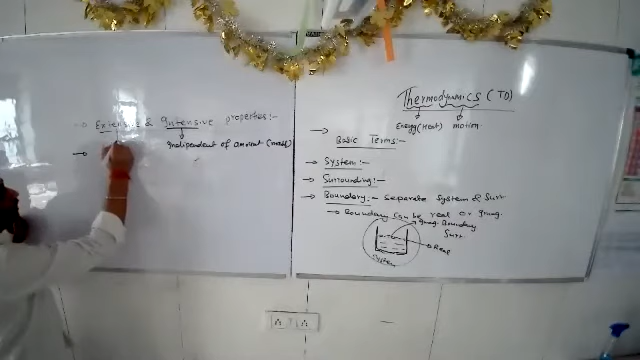 → Extensive & Intensive properties:-
Independent of amount (mass)
→
Thermodynamics (TD)
Energy (Heat) motion
→ Basic Terms:-
→ System:-
→ Surrounding:-
→ Boundary:- separate System & Surr
→ Boundary can be real or imag.
imag. Boundary
Surr
→ Real
System